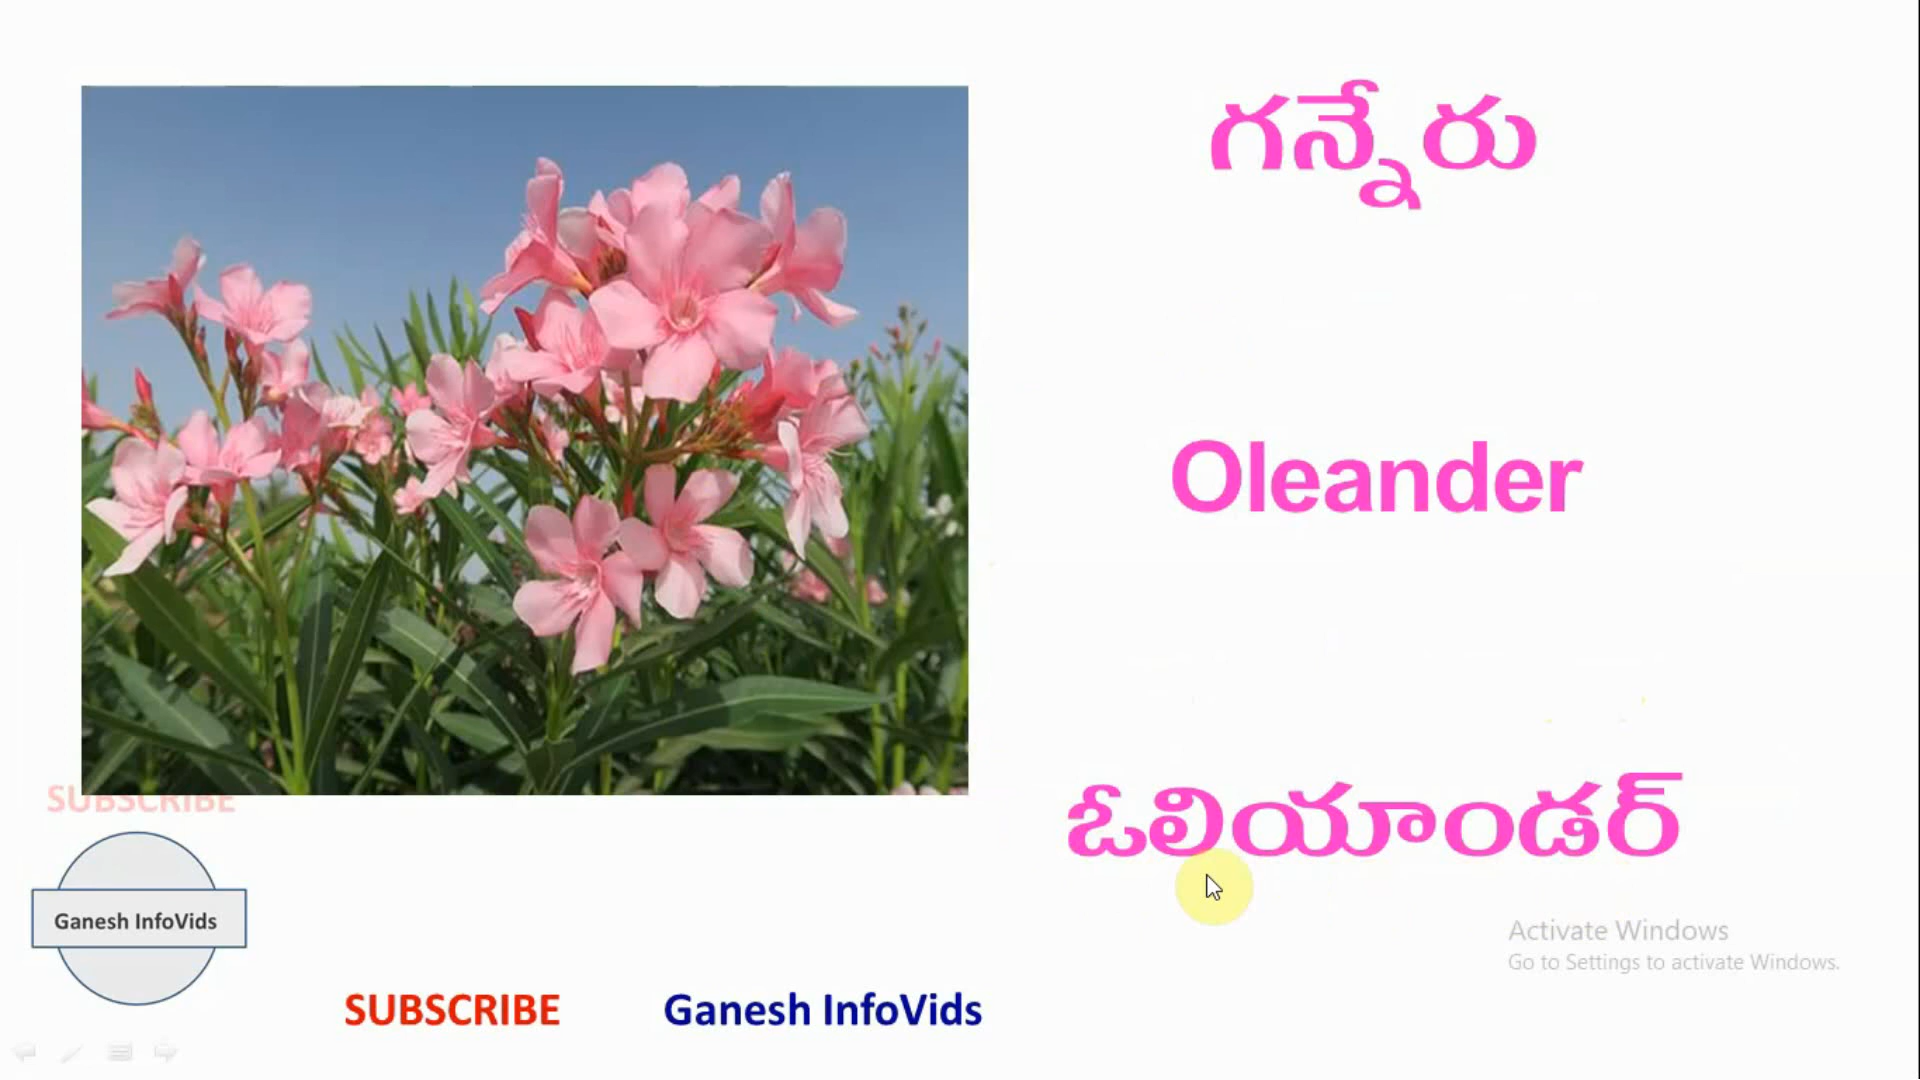 గన్నేరు
Oleander
ఓలియాండర్
SUBSCRIBE
Ganesh InfoVids
Activate Windows
Go to Settings to activate Windows.
SUBSCRIBE Ganesh InfoVids